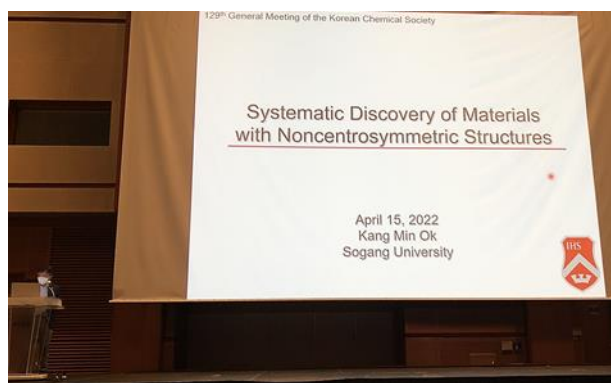 129th General Meeting of the Korean Chemical Society
Systematic Discovery of Materials
with Noncentrosymmetric Structures
April 15, 2022
Kang Min Ok
Sogang University
IHS